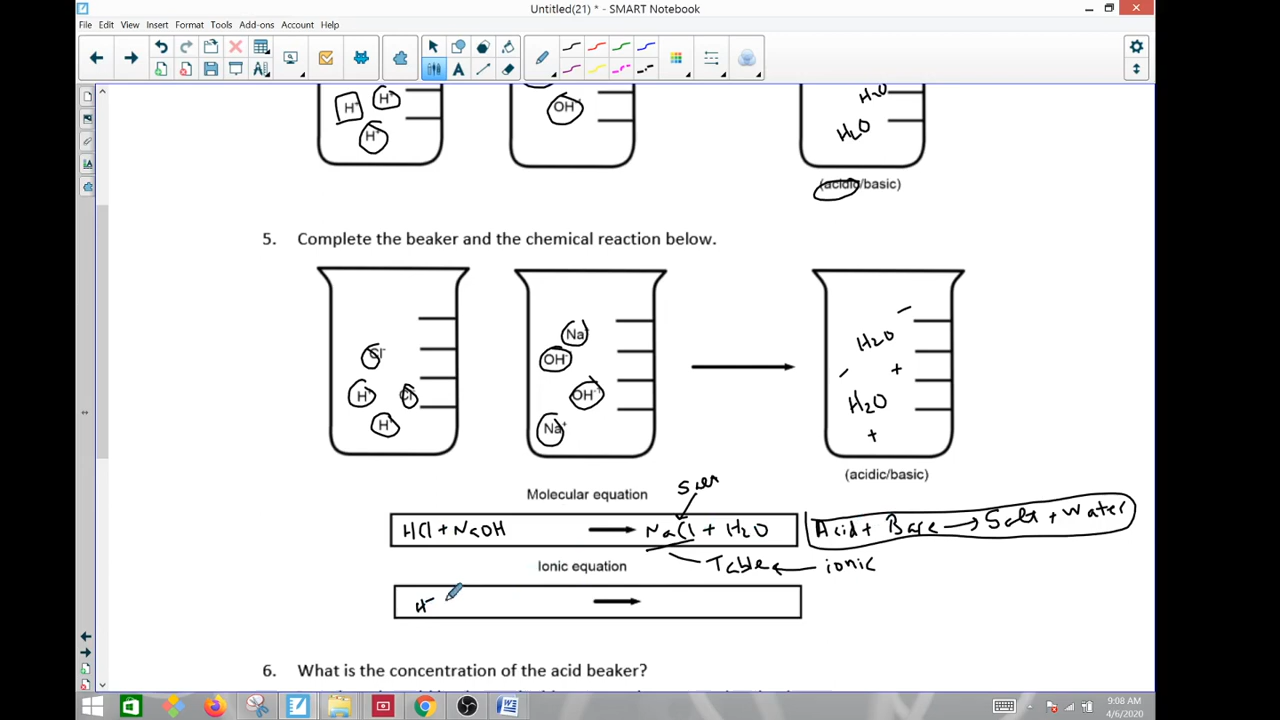 Untitled(21) * - SMART Notebook
File Edit View Insert Format Tools Add-ons Account Help
H⁺ H⁺
H⁺
OH⁻
H₂O
H₂O
(acidic/basic)
5. Complete the beaker and the chemical reaction below.
Cl⁻
H⁺ Cl⁻
H⁺
Na⁺
OH⁻
OH⁻
Na⁺
H2O
H₂O
+
+
(acidic/basic)
Molecular equation
HCl + NaOH → NaCl + H₂O
Acid + Base → Salt + Water
Ionic equation
Table ← ionic
6. What is the concentration of the acid beaker?
9:08 AM
4/6/2020